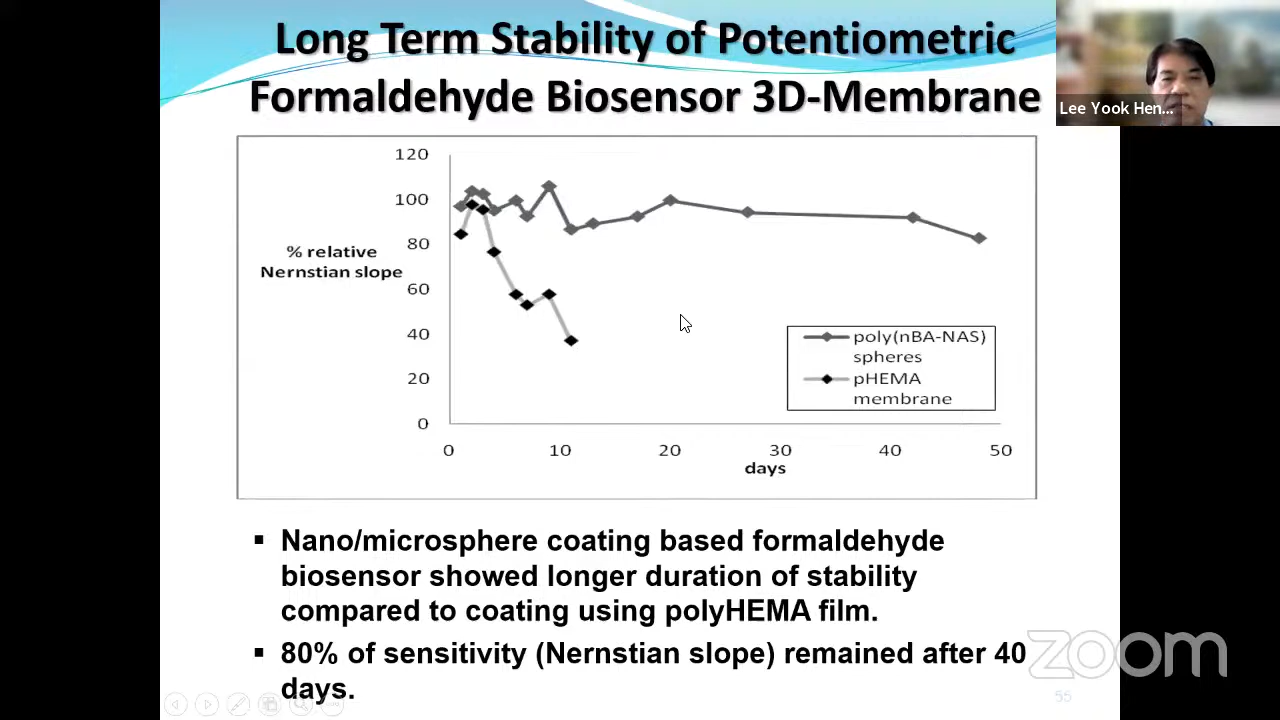 Long Term Stability of Potentiometric
Formaldehyde Biosensor 3D-Membrane
Lee Yook Hen...
120
100
80
60
40
20
0
% relative
Nernstian slope
0 10 20 30 40 50
days
poly(nBA-NAS)
spheres
pHEMA
membrane
▪ Nano/microsphere coating based formaldehyde
biosensor showed longer duration of stability
compared to coating using polyHEMA film.
▪ 80% of sensitivity (Nernstian slope) remained after 40
days.
zoom
55